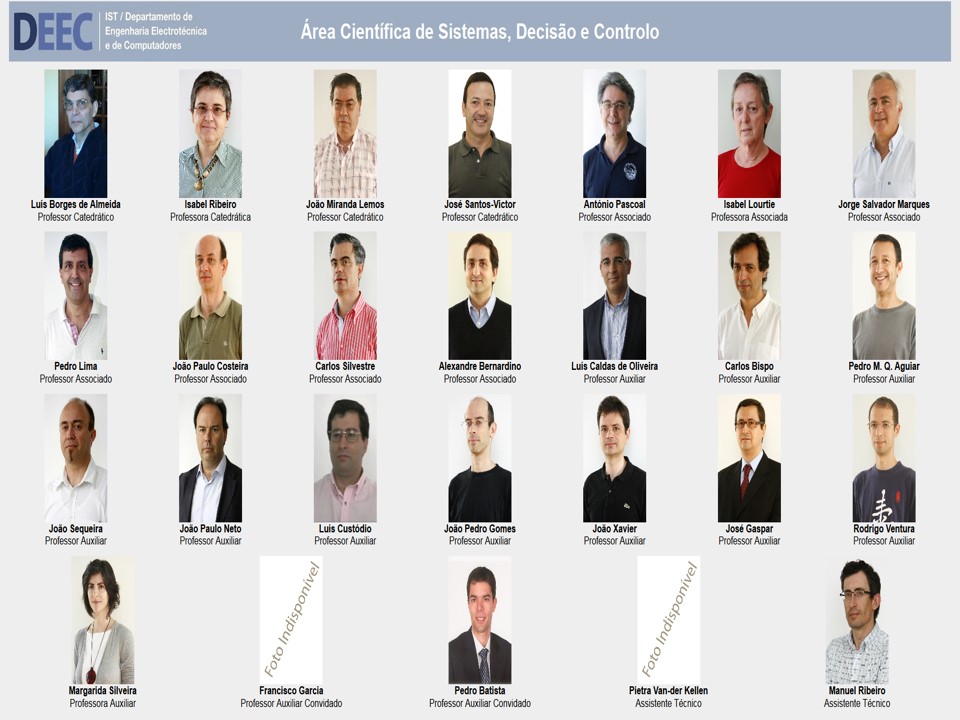 DEEC
IST / Departamento de
Engenharia Electrotécnica
e de Computadores
Área Científica de Sistemas, Decisão e Controlo
Luís Borges de Almeida
Professor Catedrático
Isabel Ribeiro
Professora Catedrática
João Miranda Lemos
Professor Catedrático
José Santos-Victor
Professor Catedrático
António Pascoal
Professor Associado
Isabel Lourtie
Professora Associada
Jorge Salvador Marques
Professor Associado
Pedro Lima
Professor Associado
João Paulo Costeira
Professor Associado
Carlos Silvestre
Professor Associado
Alexandre Bernardino
Professor Associado
Luís Caldas de Oliveira
Professor Auxiliar
Carlos Bispo
Professor Auxiliar
Pedro M. Q. Aguiar
Professor Auxiliar
João Sequeira
Professor Auxiliar
João Paulo Neto
Professor Auxiliar
Luis Custódio
Professor Auxiliar
João Pedro Gomes
Professor Auxiliar
João Xavier
Professor Auxiliar
José Gaspar
Professor Auxiliar
Rodrigo Ventura
Professor Auxiliar
Foto Indisponível
Foto Indisponível
Margarida Silveira
Professora Auxiliar
Francisco Garcia
Professor Auxiliar Convidado
Pedro Batista
Professor Auxiliar Convidado
Pietra Van-der Kellen
Assistente Técnico
Manuel Ribeiro
Assistente Técnico